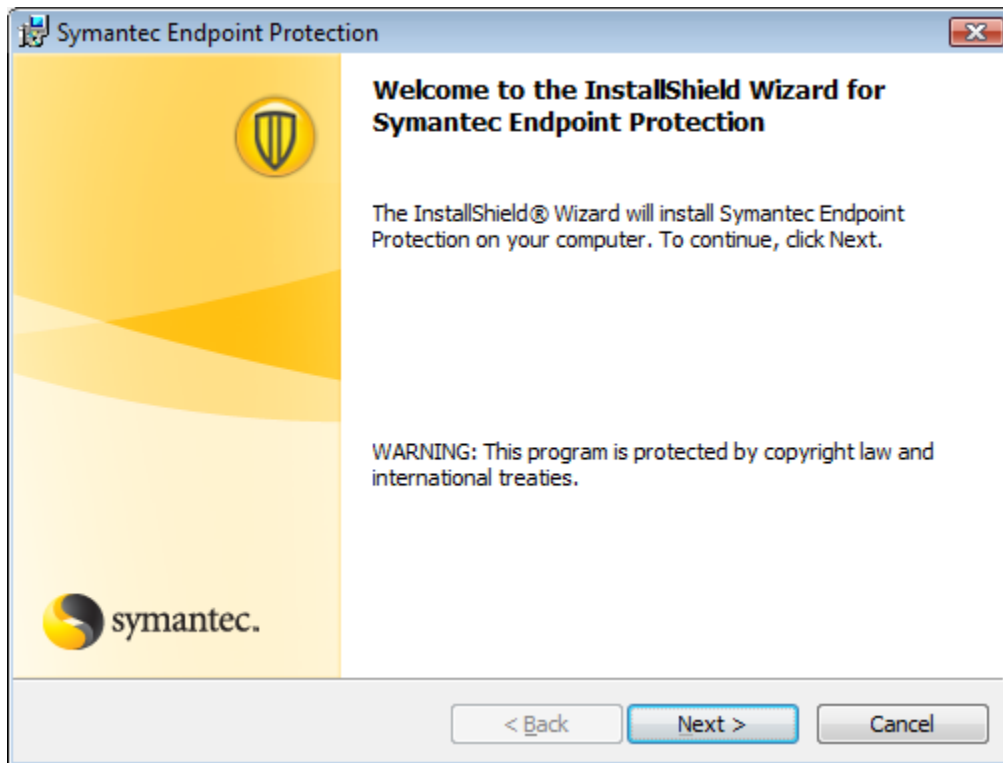 Symantec Endpoint Protection
Welcome to the InstallShield Wizard for
Symantec Endpoint Protection
The InstallShield® Wizard will install Symantec Endpoint
Protection on your computer. To continue, click Next.
WARNING: This program is protected by copyright law and
international treaties.
symantec.
< Back
Next >
Cancel